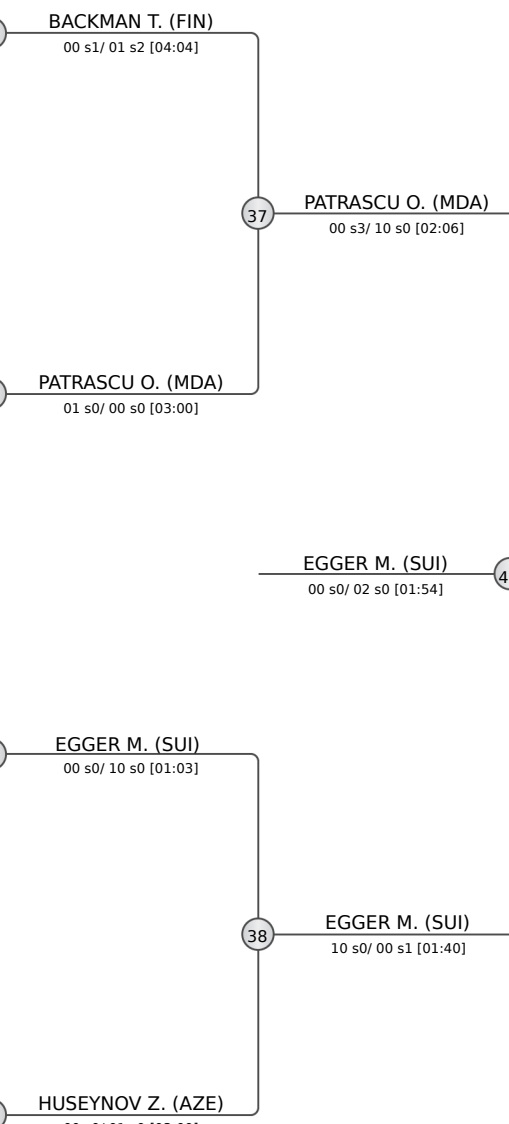 BACKMAN T. (FIN)
00 s1/ 01 s2 [04:04]
37
PATRASCU O. (MDA)
00 s3/ 10 s0 [02:06]
PATRASCU O. (MDA)
01 s0/ 00 s0 [03:00]
EGGER M. (SUI)
4
00 s0/ 02 s0 [01:54]
EGGER M. (SUI)
00 s0/ 10 s0 [01:03]
38
EGGER M. (SUI)
10 s0/ 00 s1 [01:40]
HUSEYNOV Z. (AZE)